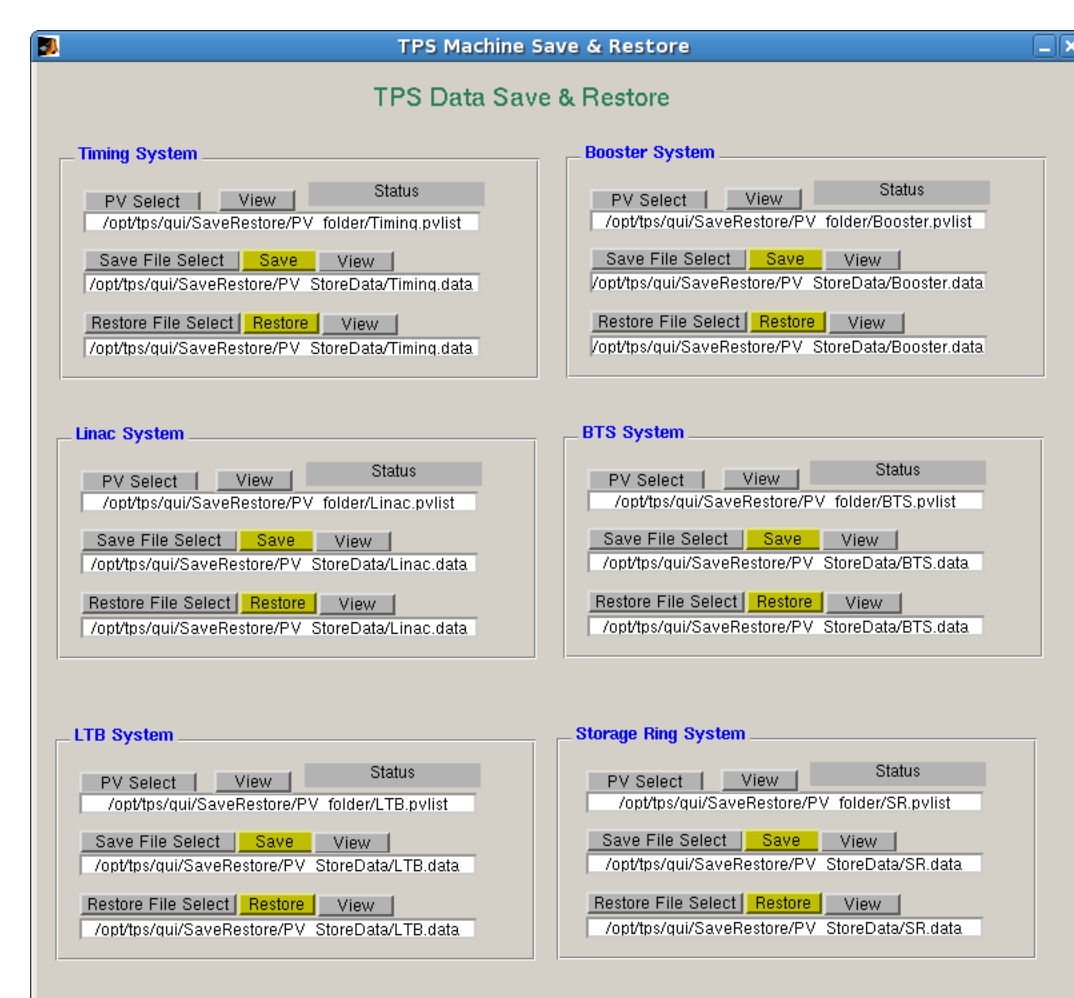 TPS Machine Save & Restore
TPS Data Save & Restore
Timing System
PV Select View Status
/opt/tps/gui/SaveRestore/PV_folder/Timing.pvlist
Save File Select Save View
/opt/tps/gui/SaveRestore/PV_StoreData/Timing.data
Restore File Select Restore View
/opt/tps/gui/SaveRestore/PV_StoreData/Timing.data
Booster System
PV Select View Status
/opt/tps/gui/SaveRestore/PV_folder/Booster.pvlist
Save File Select Save View
/opt/tps/gui/SaveRestore/PV_StoreData/Booster.data
Restore File Select Restore View
/opt/tps/gui/SaveRestore/PV_StoreData/Booster.data
Linac System
PV Select View Status
/opt/tps/gui/SaveRestore/PV_folder/Linac.pvlist
Save File Select Save View
/opt/tps/gui/SaveRestore/PV_StoreData/Linac.data
Restore File Select Restore View
/opt/tps/gui/SaveRestore/PV_StoreData/Linac.data
BTS System
PV Select View Status
/opt/tps/gui/SaveRestore/PV_folder/BTS.pvlist
Save File Select Save View
/opt/tps/gui/SaveRestore/PV_StoreData/BTS.data
Restore File Select Restore View
/opt/tps/gui/SaveRestore/PV_StoreData/BTS.data
LTB System
PV Select View Status
/opt/tps/gui/SaveRestore/PV_folder/LTB.pvlist
Save File Select Save View
/opt/tps/gui/SaveRestore/PV_StoreData/LTB.data
Restore File Select Restore View
/opt/tps/gui/SaveRestore/PV_StoreData/LTB.data
Storage Ring System
PV Select View Status
/opt/tps/gui/SaveRestore/PV_folder/SR.pvlist
Save File Select Save View
/opt/tps/gui/SaveRestore/PV_StoreData/SR.data
Restore File Select Restore View
/opt/tps/gui/SaveRestore/PV_StoreData/SR.data